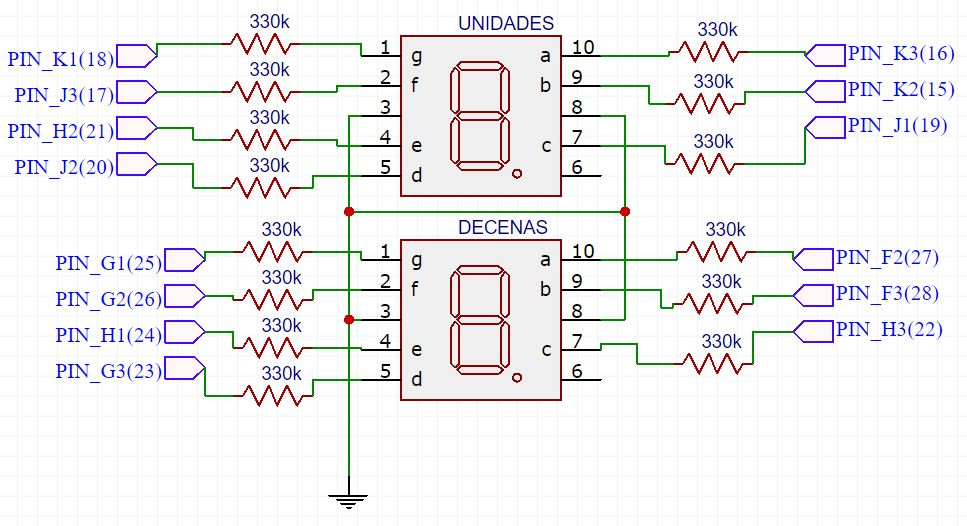 UNIDADES
330k
330k
PIN_K1(18) 1 g a 10 PIN_K3(16)
330k
330k
PIN_J3(17) 2 f b 9 PIN_K2(15)
330k
3 8
PIN_H2(21) 4 e c 7 PIN_J1(19)
330k
330k
PIN_J2(20) 5 d 6
DECENAS
330k
330k
PIN_G1(25) 1 g a 10 PIN_F2(27)
330k
330k
PIN_G2(26) 2 f b 9 PIN_F3(28)
330k
3 8
PIN_H1(24) 4 e c 7 PIN_H3(22)
330k
330k
PIN_G3(23) 5 d 6